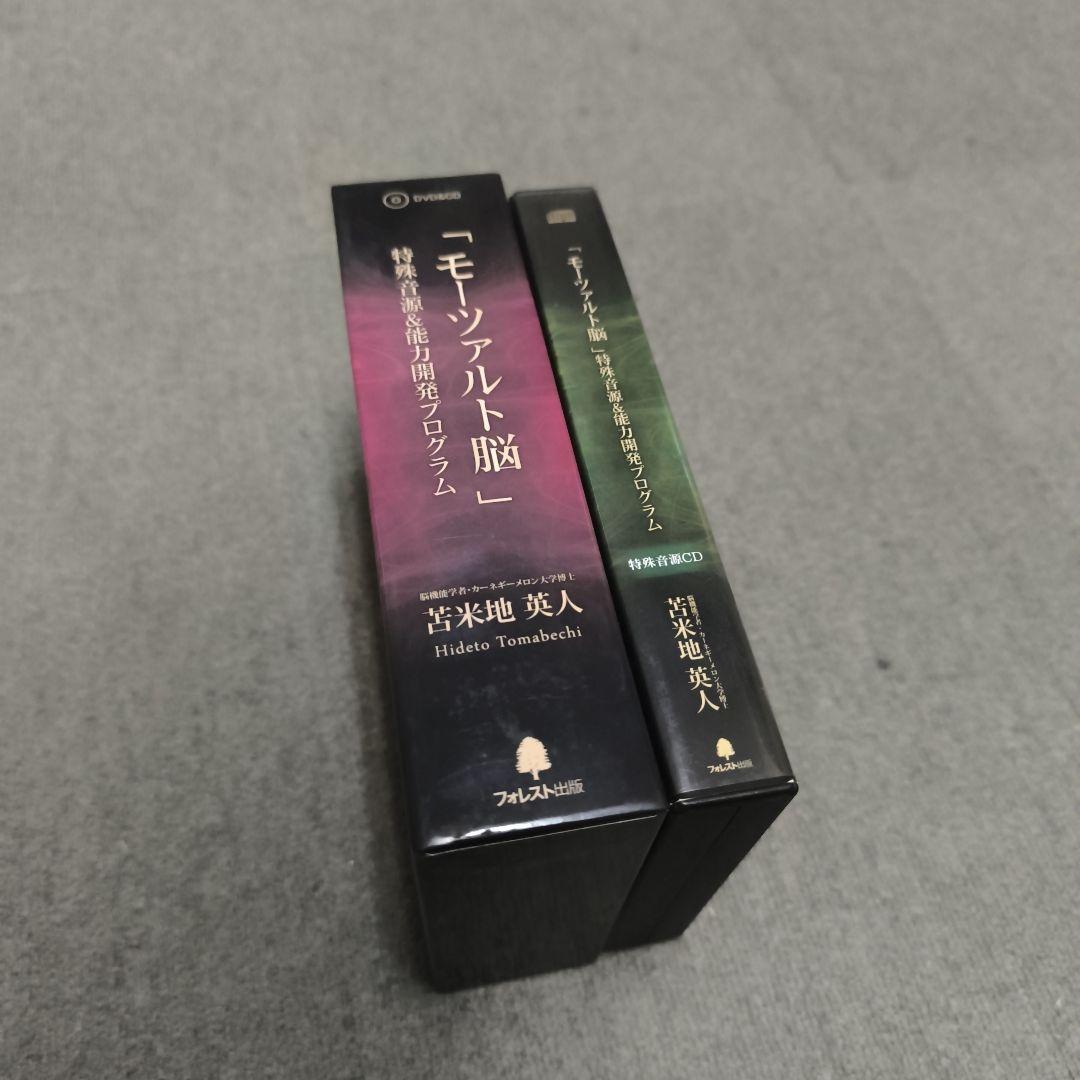 DVD&CD
「モーツァルト脳」
特殊音源&能力開発プログラム
脳機能学者・カーネギーメロン大学博士
苫米地 英人
Hideto Tomabechi
フォレスト出版
「モーツァルト脳」特殊音源&能力開発プログラム
特殊音源CD
脳機能学者・カーネギーメロン大学博士
苫米地 英人
フォレスト出版